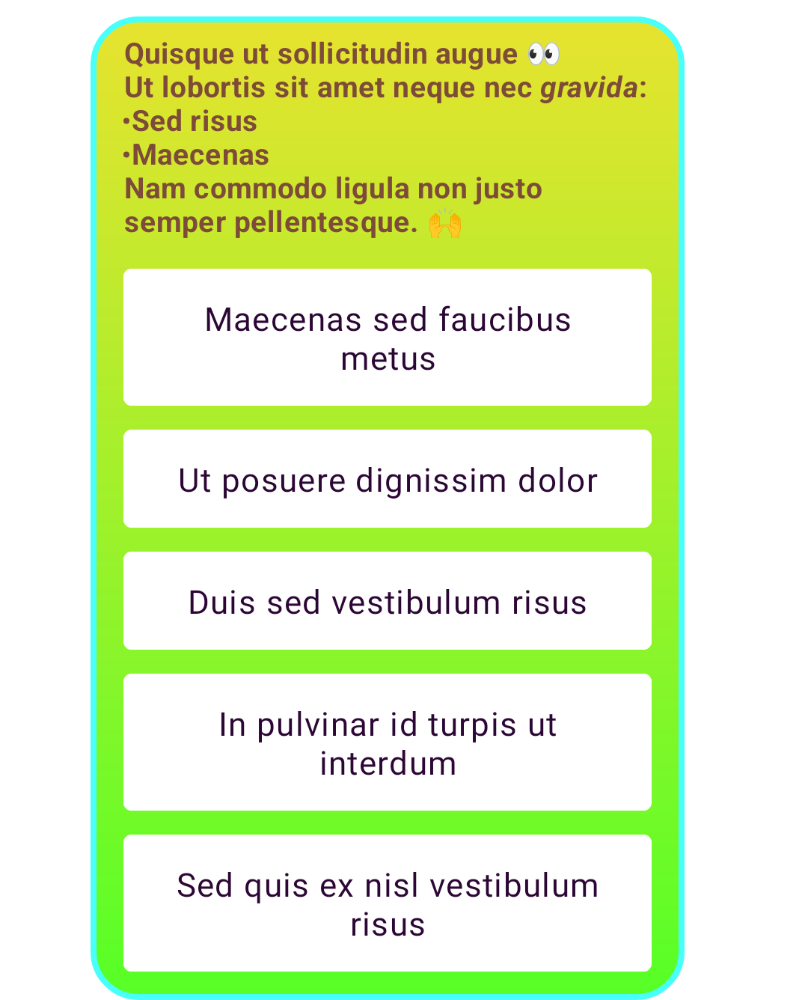 Quisque ut sollicitudin augue 👀
Ut lobortis sit amet neque nec gravida:
•Sed risus
•Maecenas
Nam commodo ligula non justo
semper pellentesque. 🙌
Maecenas sed faucibus
metus
Ut posuere dignissim dolor
Duis sed vestibulum risus
In pulvinar id turpis ut
interdum
Sed quis ex nisl vestibulum
risus